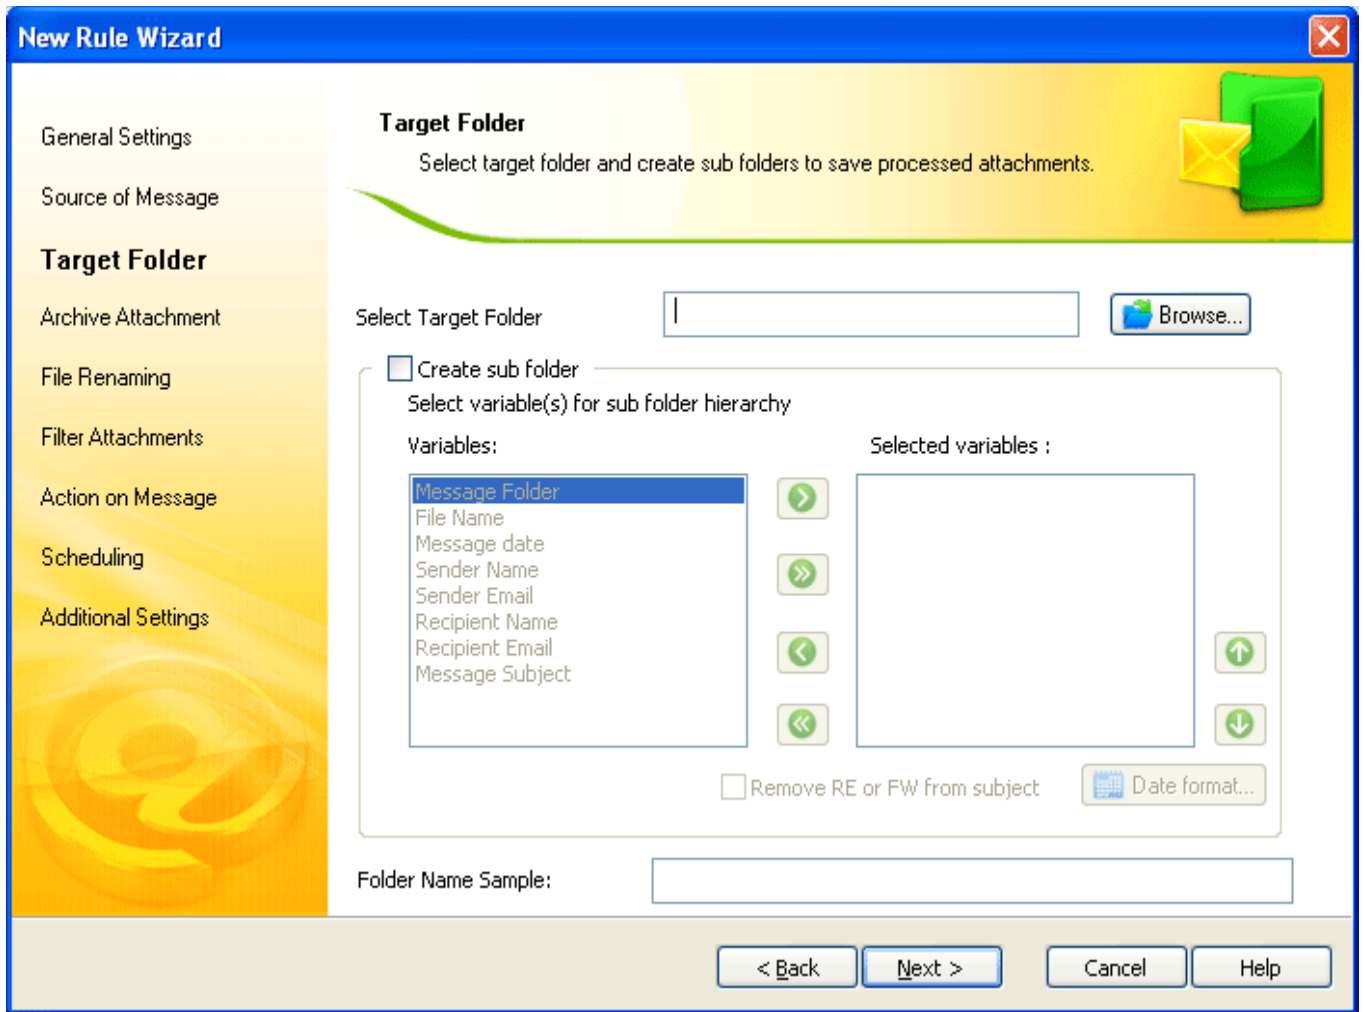 New Rule Wizard
General Settings
Source of Message
Target Folder
Archive Attachment
File Renaming
Filter Attachments
Action on Message
Scheduling
Additional Settings
Target Folder
Select target folder and create sub folders to save processed attachments.
Select Target Folder
Browse...
Create sub folder
Select variable(s) for sub folder hierarchy
Variables:
Selected variables :
Message Folder
File Name
Message date
Sender Name
Sender Email
Recipient Name
Recipient Email
Message Subject
Remove RE or FW from subject
Date format...
Folder Name Sample:
< Back
Next >
Cancel
Help